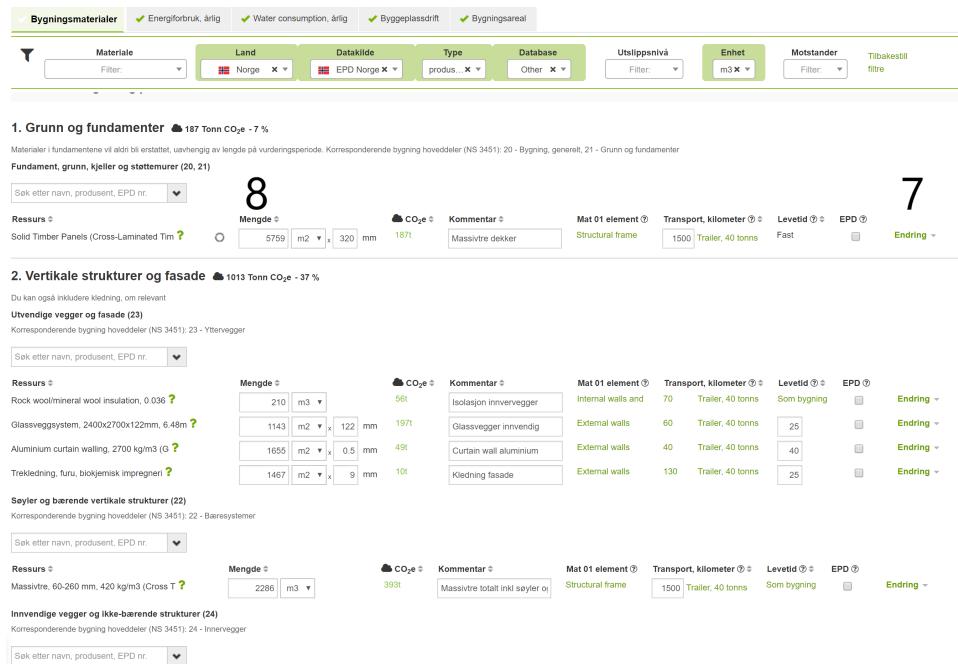 Bygningsmaterialer Energiforbruk, årlig Water consumption, årlig Byggeplassdrift Bygningsareal
Materiale Land Datakilde Type Database Utslippsnivå Enhet Motstander
Filter: Norge EPD Norge produs... Other Filter: m3 Filter: Tilbakestill filtre
1. Grunn og fundamenter 187 Tonn CO₂e - 7 %
Materialer i fundamentene vil aldri bli erstattet, uavhengig av lengde på vurderingsperiode. Korresponderende bygning hoveddeler (NS 3451): 20 - Bygning, generelt, 21 - Grunn og fundamenter
Fundament, grunn, kjeller og støttemurer (20, 21)
Søk etter navn, produsent, EPD nr.
8 7
Ressurs Mengde CO₂e Kommentar Mat 01 element Transport, kilometer Levetid EPD
Solid Timber Panels (Cross-Laminated Tim ? 5759 m2 x 320 mm 187t Massivtre dekker Structural frame 1500 Trailer, 40 tonns Fast Endring
2. Vertikale strukturer og fasade 1013 Tonn CO₂e - 37 %
Du kan også inkludere kledning, om relevant
Utvendige vegger og fasade (23)
Korresponderende bygning hoveddeler (NS 3451): 23 - Yttervegger
Søk etter navn, produsent, EPD nr.
Ressurs Mengde CO₂e Kommentar Mat 01 element Transport, kilometer Levetid EPD
Rock wool/mineral wool insulation, 0.036 ? 210 m3 56t Isolasjon innvervegger Internal walls and 70 Trailer, 40 tonns Som bygning Endring
Glassveggsystem, 2400x2700x122mm, 6.48m ? 1143 m2 x 122 mm 197t Glassvegger innvendig External walls 60 Trailer, 40 tonns 25 Endring
Aluminium curtain walling, 2700 kg/m3 (G ? 1655 m2 x 0.5 mm 49t Curtain wall aluminium External walls 40 Trailer, 40 tonns 40 Endring
Trekledning, furu, biokjemisk impregneri ? 1467 m2 x 9 mm 10t Kledning fasade External walls 130 Trailer, 40 tonns 25 Endring
Søyler og bærende vertikale strukturer (22)
Korresponderende bygning hoveddeler (NS 3451): 22 - Bæresystemer
Søk etter navn, produsent, EPD nr.
Ressurs Mengde CO₂e Kommentar Mat 01 element Transport, kilometer Levetid EPD
Massivtre, 60-260 mm, 420 kg/m3 (Cross T ? 2286 m3 393t Massivtre totalt inkl søyler og Structural frame 1500 Trailer, 40 tonns Som bygning Endring
Innvendige vegger og ikke-bærende strukturer (24)
Korresponderende bygning hoveddeler (NS 3451): 24 - Innervegger
Søk etter navn, produsent, EPD nr.